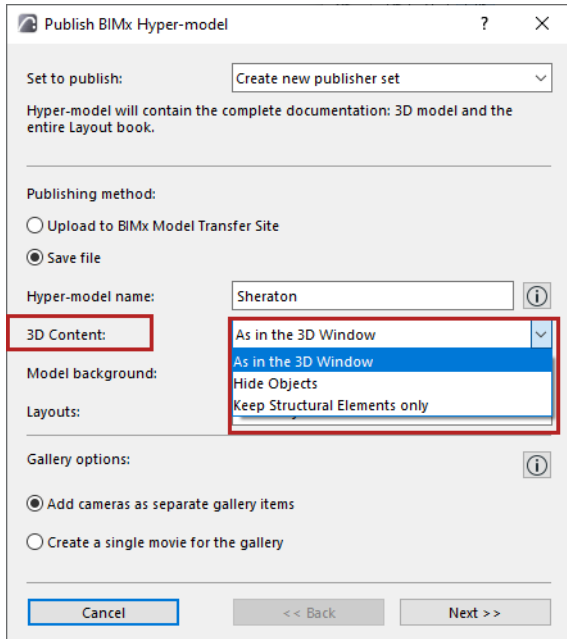 Publish BIMx Hyper-model
?
Set to publish: Create new publisher set
Hyper-model will contain the complete documentation: 3D model and the
entire Layout book.
Publishing method:
Upload to BIMx Model Transfer Site
Save file
Hyper-model name: Sheraton
3D Content: As in the 3D Window
As in the 3D Window
Model background:
Hide Objects
Keep Structural Elements only
Layouts:
Gallery options:
Add cameras as separate gallery items
Create a single movie for the gallery
Cancel << Back Next >>